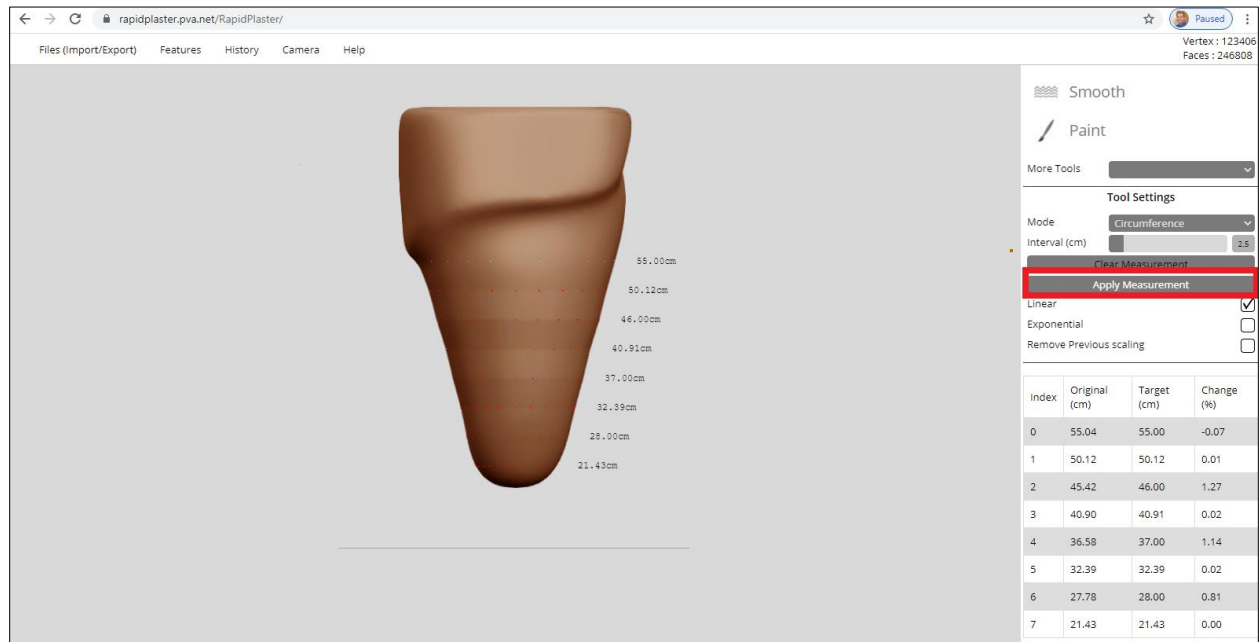 rapidplaster.pva.net/RapidPlaster/
Paused
Files (Import/Export) Features History Camera Help
Vertex : 123406
Faces : 246808
Smooth
Paint
More Tools
Tool Settings
Mode Circumference
Interval (cm) 2.5
Clear Measurement
Apply Measurement
Linear
Exponential
Remove Previous scaling
55.00cm
50.12cm
46.00cm
40.91cm
37.00cm
32.39cm
28.00cm
21.43cm
Index Original (cm) Target (cm) Change (%)
0 55.04 55.00 -0.07
1 50.12 50.12 0.01
2 45.42 46.00 1.27
3 40.90 40.91 0.02
4 36.58 37.00 1.14
5 32.39 32.39 0.02
6 27.78 28.00 0.81
7 21.43 21.43 0.00